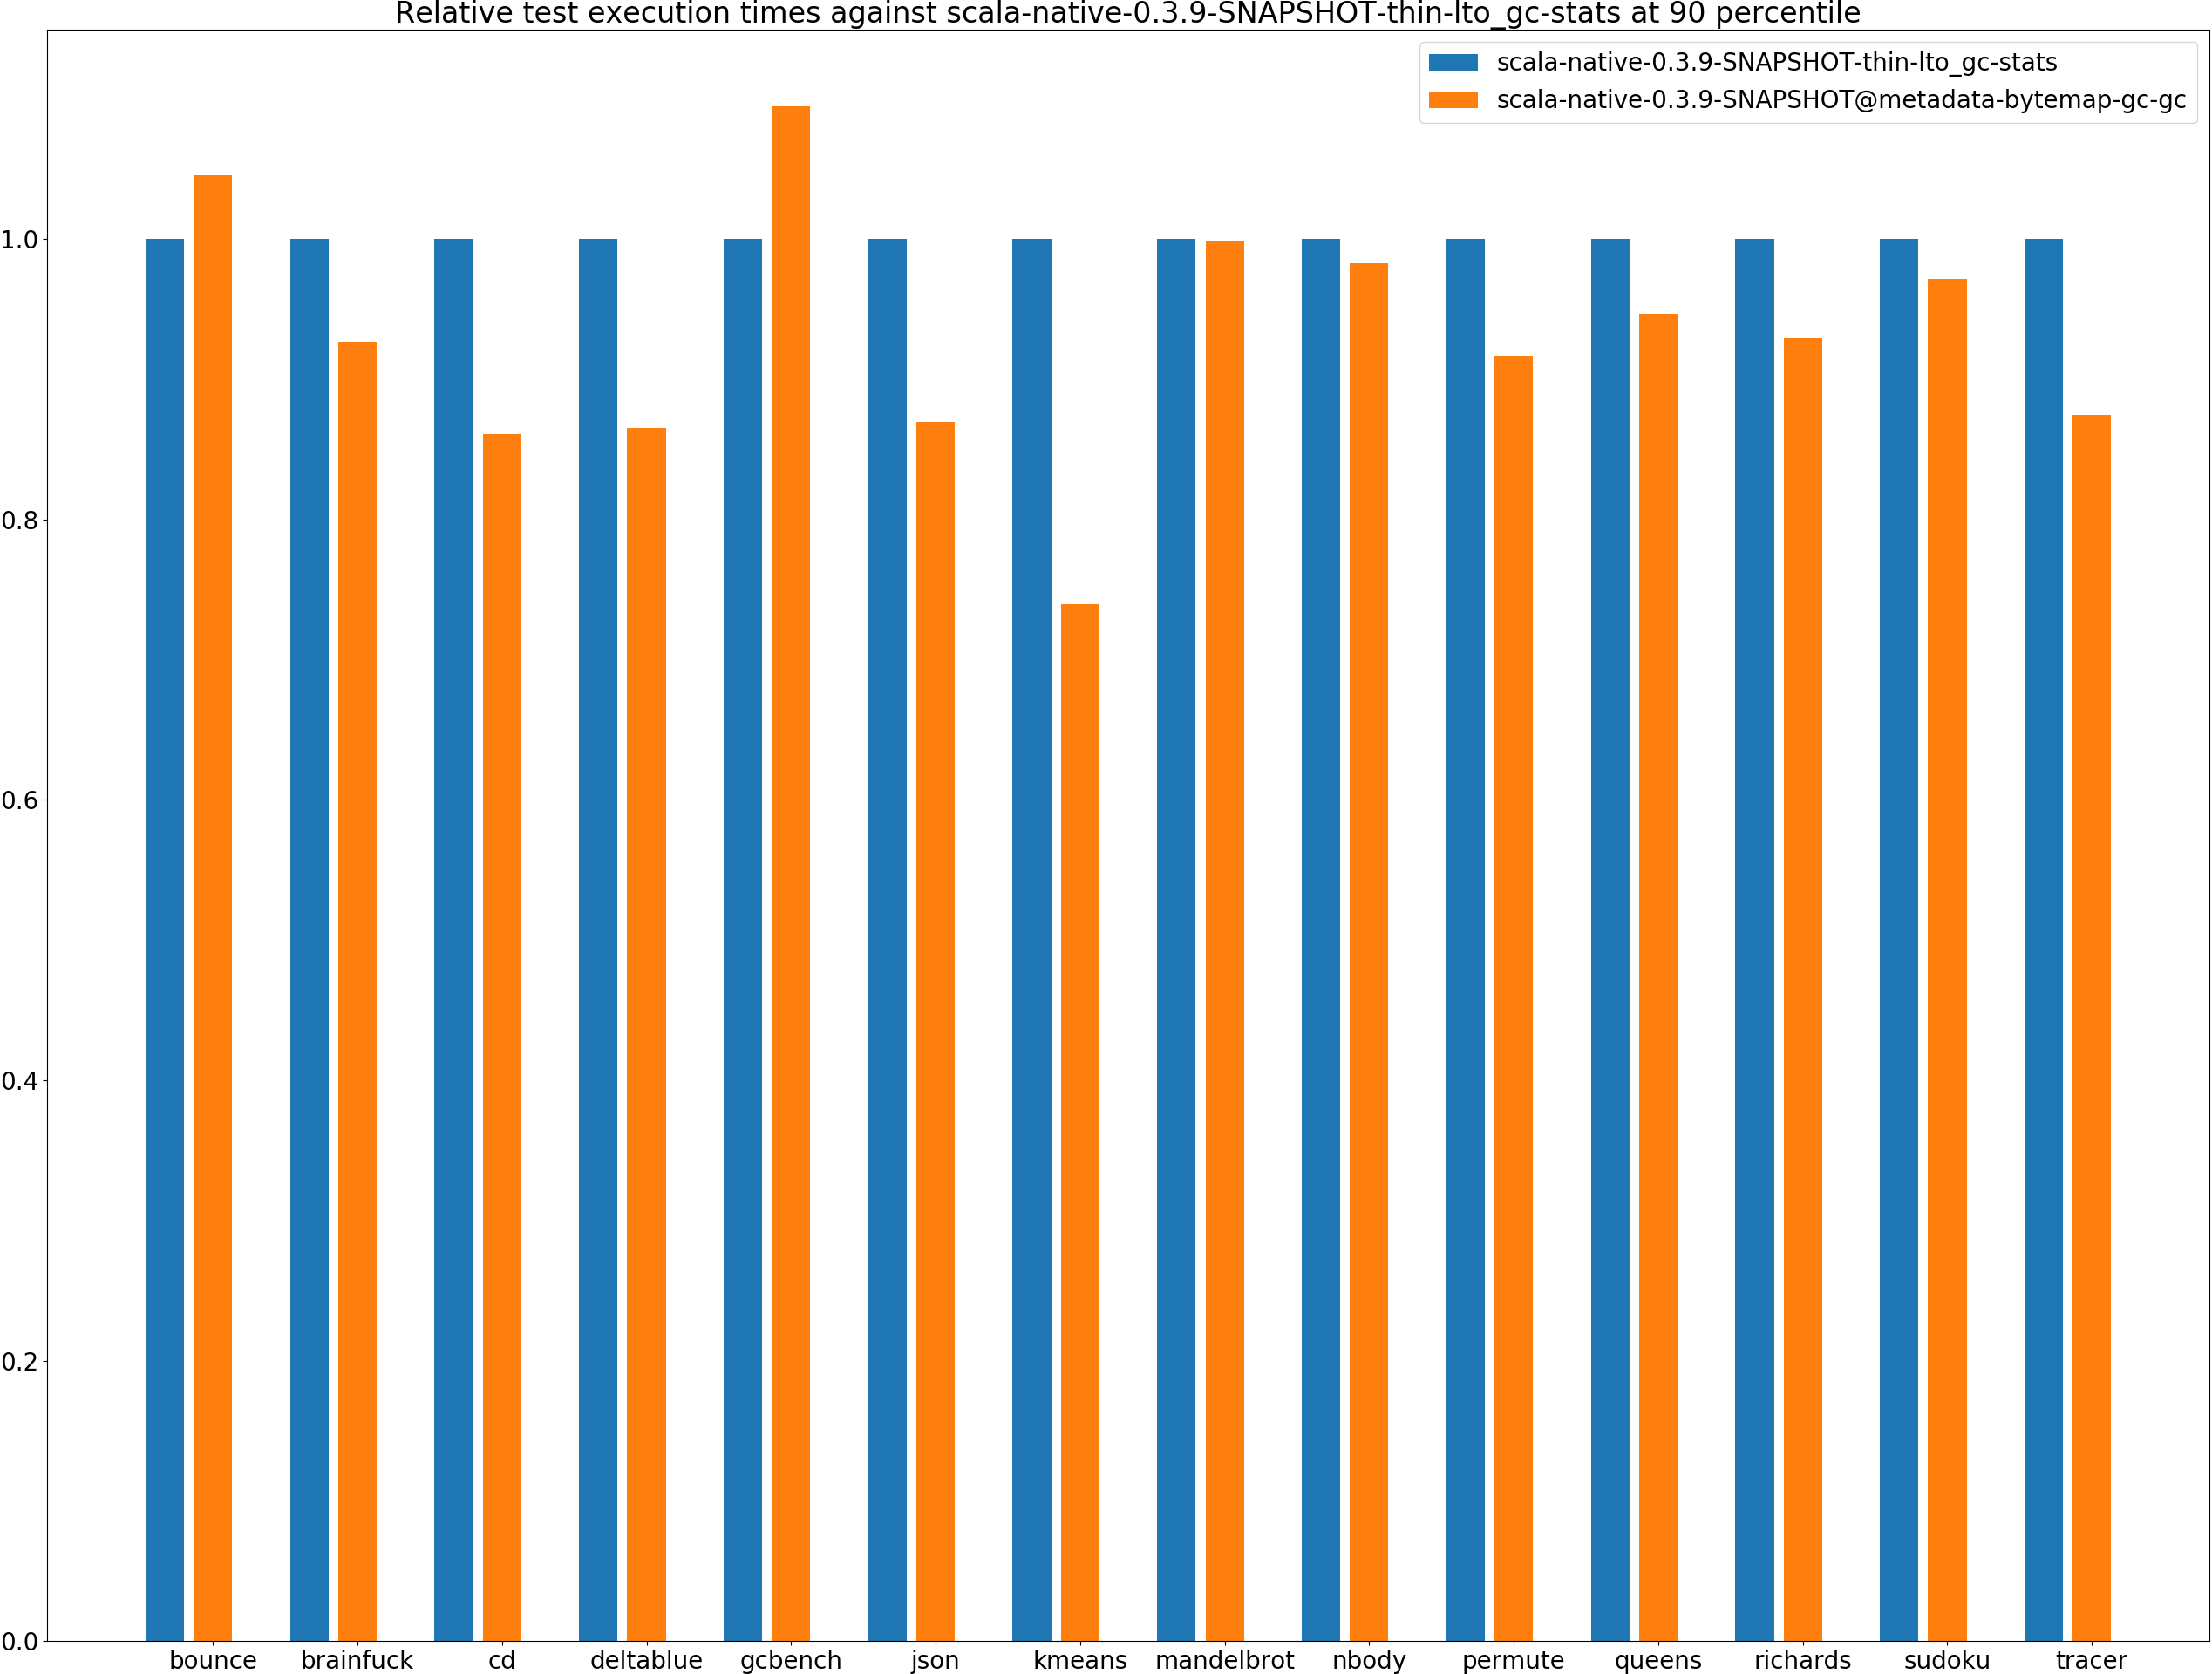 Relative test execution times against scala-native-0.3.9-SNAPSHOT-thin-lto_gc-stats at 90 percentile
scala-native-0.3.9-SNAPSHOT-thin-lto_gc-stats
scala-native-0.3.9-SNAPSHOT@metadata-bytemap-gc-gc
1.0
0.8
0.6
0.4
0.2
0.0
bounce brainfuck cd deltablue gcbench json kmeans mandelbrot nbody permute queens richards sudoku tracer